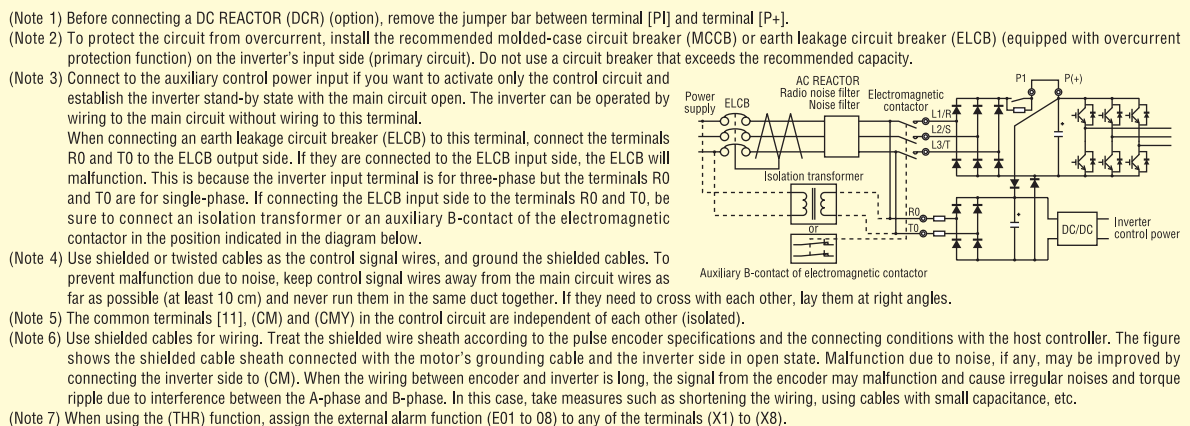 (Note 1) Before connecting a DC REACTOR (DCR) (option), remove the jumper bar between terminal [PI] and terminal [P+].
(Note 2) To protect the circuit from overcurrent, install the recommended molded-case circuit breaker (MCCB) or earth leakage circuit breaker (ELCB) (equipped with overcurrent
protection function) on the inverter's input side (primary circuit). Do not use a circuit breaker that exceeds the recommended capacity.
(Note 3) Connect to the auxiliary control power input if you want to activate only the control circuit and
establish the inverter stand-by state with the main circuit open. The inverter can be operated by
wiring to the main circuit without wiring to this terminal.
When connecting an earth leakage circuit breaker (ELCB) to this terminal, connect the terminals
R0 and T0 to the ELCB output side. If they are connected to the ELCB input side, the ELCB will
malfunction. This is because the inverter input terminal is for three-phase but the terminals R0
and T0 are for single-phase. If connecting the ELCB input side to the terminals R0 and T0, be
sure to connect an isolation transformer or an auxiliary B-contact of the electromagnetic
contactor in the position indicated in the diagram below.
(Note 4) Use shielded or twisted cables as the control signal wires, and ground the shielded cables. To
prevent malfunction due to noise, keep control signal wires away from the main circuit wires as
far as possible (at least 10 cm) and never run them in the same duct together. If they need to cross with each other, lay them at right angles.
(Note 5) The common terminals [11], (CM) and (CMY) in the control circuit are independent of each other (isolated).
(Note 6) Use shielded cables for wiring. Treat the shielded wire sheath according to the pulse encoder specifications and the connecting conditions with the host controller. The figure
shows the shielded cable sheath connected with the motor's grounding cable and the inverter side in open state. Malfunction due to noise, if any, may be improved by
connecting the inverter side to (CM). When the wiring between encoder and inverter is long, the signal from the encoder may malfunction and cause irregular noises and torque
ripple due to interference between the A-phase and B-phase. In this case, take measures such as shortening the wiring, using cables with small capacitance, etc.
(Note 7) When using the (THR) function, assign the external alarm function (E01 to 08) to any of the terminals (X1) to (X8).
Power
supply
ELCB
AC REACTOR
Radio noise filter
Noise filter
Electromagnetic
contactor
P1
P(+)
L1/R
L2/S
L3/T
Isolation transformer
or
R0
T0
DC/DC
Inverter
control power
Auxiliary B-contact of electromagnetic contactor